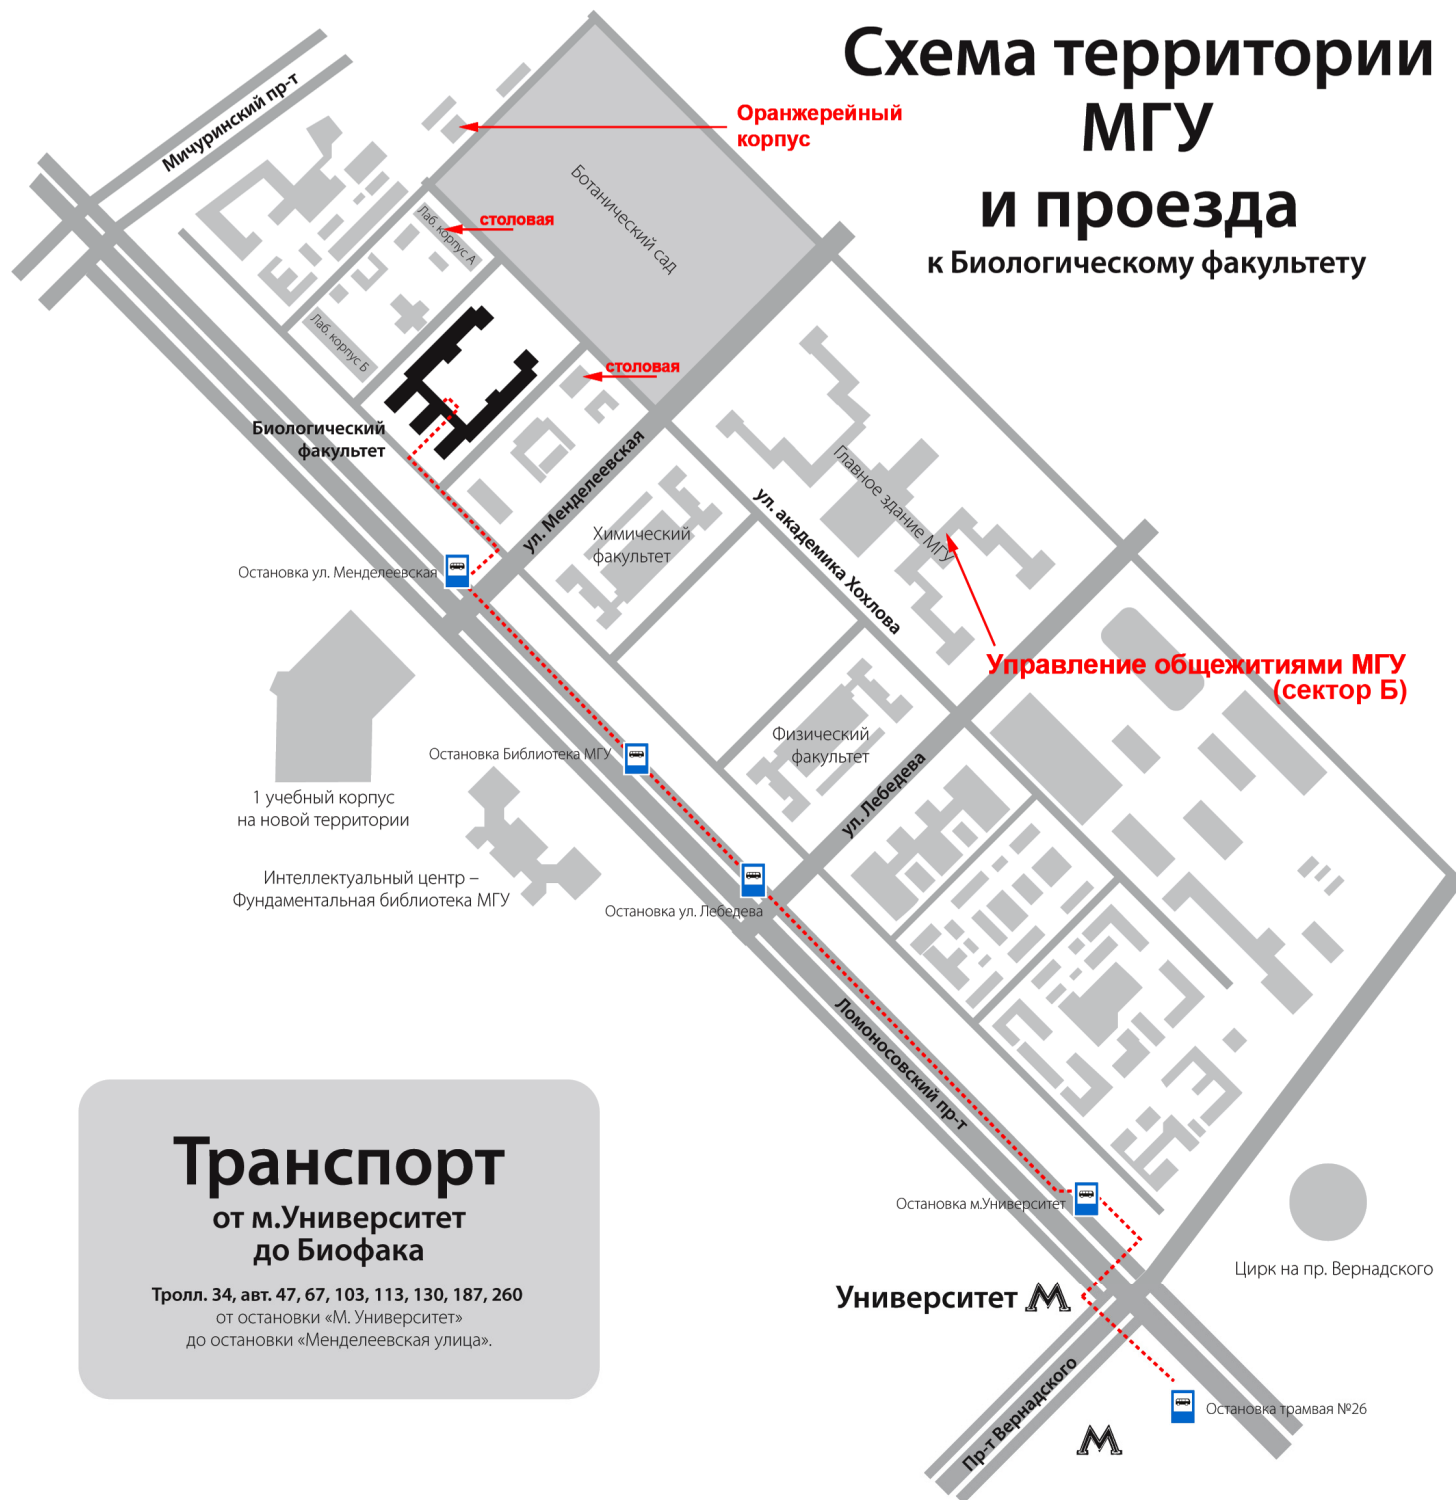 Схема территории
МГУ
и проезда
к Биологическому факультету
Мичуринский пр-т
Оранжерейный
корпус
Ботанический сад
Лаб. корпус А
столовая
Лаб. корпус Б
столовая
Биологический
факультет
ул. Менделеевская
Главное здание МГУ
ул. академика Хохлова
Химический
факультет
Остановка ул. Менделеевская
Управление общежитиями МГУ
(сектор Б)
Физический
факультет
ул. Лебедева
Остановка Библиотека МГУ
1 учебный корпус
на новой территории
Интеллектуальный центр –
Фундаментальная библиотека МГУ
Остановка ул. Лебедева
Ломоносовский пр-т
Транспорт
от м.Университет
до Биофака
Тролл. 34, авт. 47, 67, 103, 113, 130, 187, 260
от остановки «М. Университет»
до остановки «Менделеевская улица».
Остановка м.Университет
Цирк на пр. Вернадского
Университет М
Пр-т Вернадского
Остановка трамвая №26
М